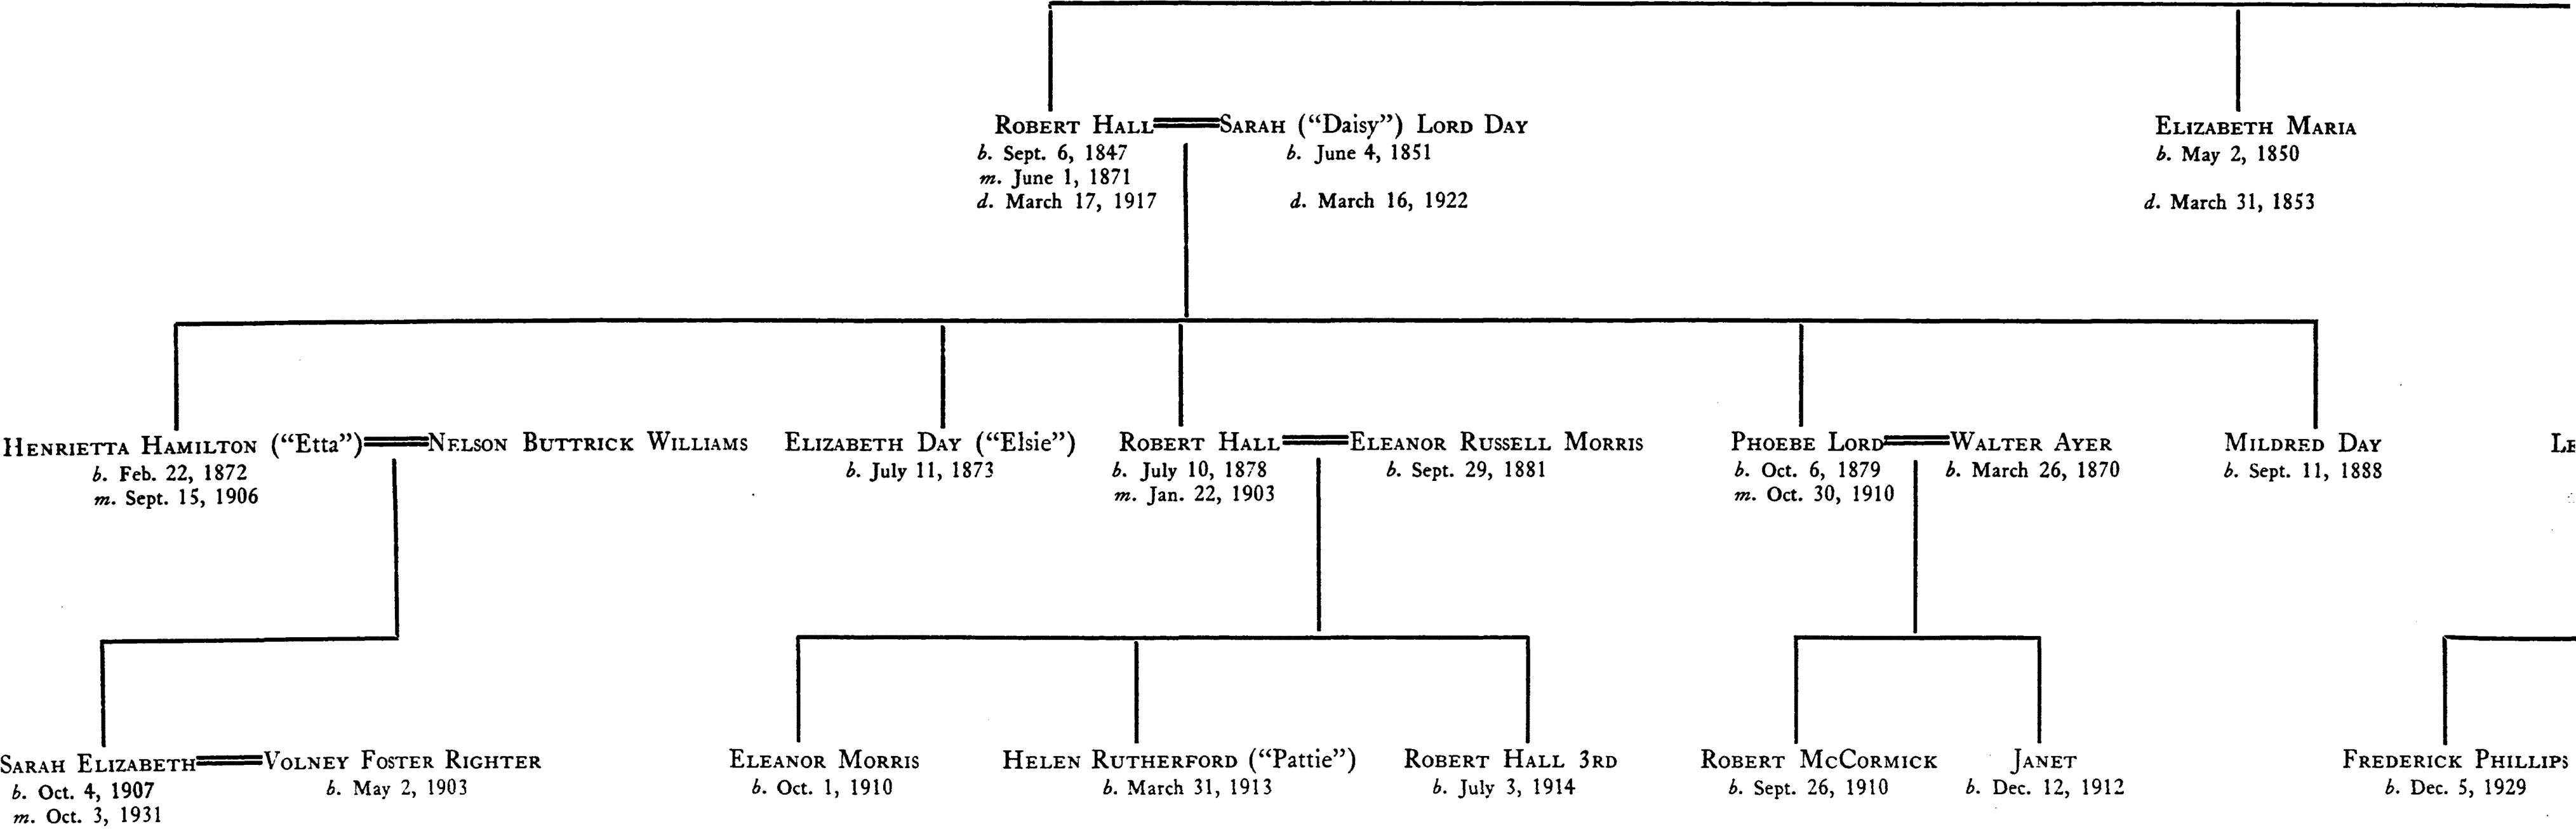 ROBERT HALL SARAH ("Daisy") LORD DAY ELIZABETH MARIA
b. Sept. 6, 1847 b. June 4, 1851 b. May 2, 1850
m. June 1, 1871
d. March 17, 1917 d. March 16, 1922 d. March 31, 1853
HENRIETTA HAMILTON ("Etta") NELSON BUTTRICK WILLIAMS ELIZABETH DAY ("Elsie") ROBERT HALL ELEANOR RUSSELL MORRIS PHOEBE LORD WALTER AYER MILDRED DAY LE
b. Feb. 22, 1872 b. July 11, 1873 b. July 10, 1878 b. Sept. 29, 1881 b. Oct. 6, 1879 b. March 26, 1870 b. Sept. 11, 1888
m. Sept. 15, 1906 m. Jan. 22, 1903 m. Oct. 30, 1910
SARAH ELIZABETH VOLNEY FOSTER RIGHTER ELEANOR MORRIS HELEN RUTHERFORD ("Pattie") ROBERT HALL 3RD ROBERT MCCORMICK JANET FREDERICK PHILLIPS
b. Oct. 4, 1907 b. May 2, 1903 b. Oct. 1, 1910 b. March 31, 1913 b. July 3, 1914 b. Sept. 26, 1910 b. Dec. 12, 1912 b. Dec. 5, 1929
m. Oct. 3, 1931